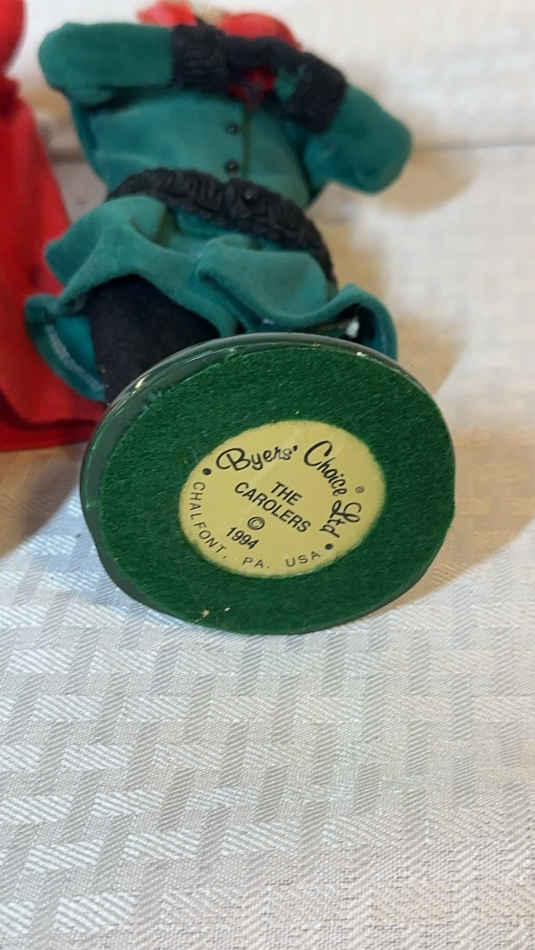 Byers' Choice Ltd
®
THE
CAROLERS
©
1994
CHALFONT, PA. USA